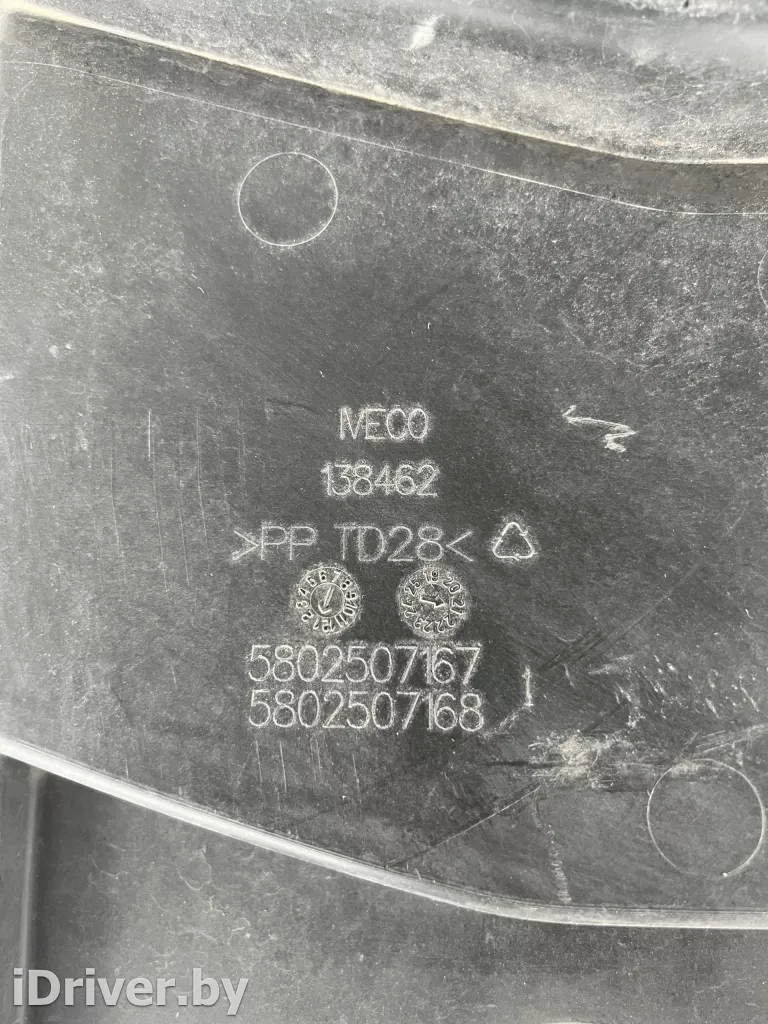 IVECO
138462
>PP TD28<
5802507167
5802507168
iDriver.by